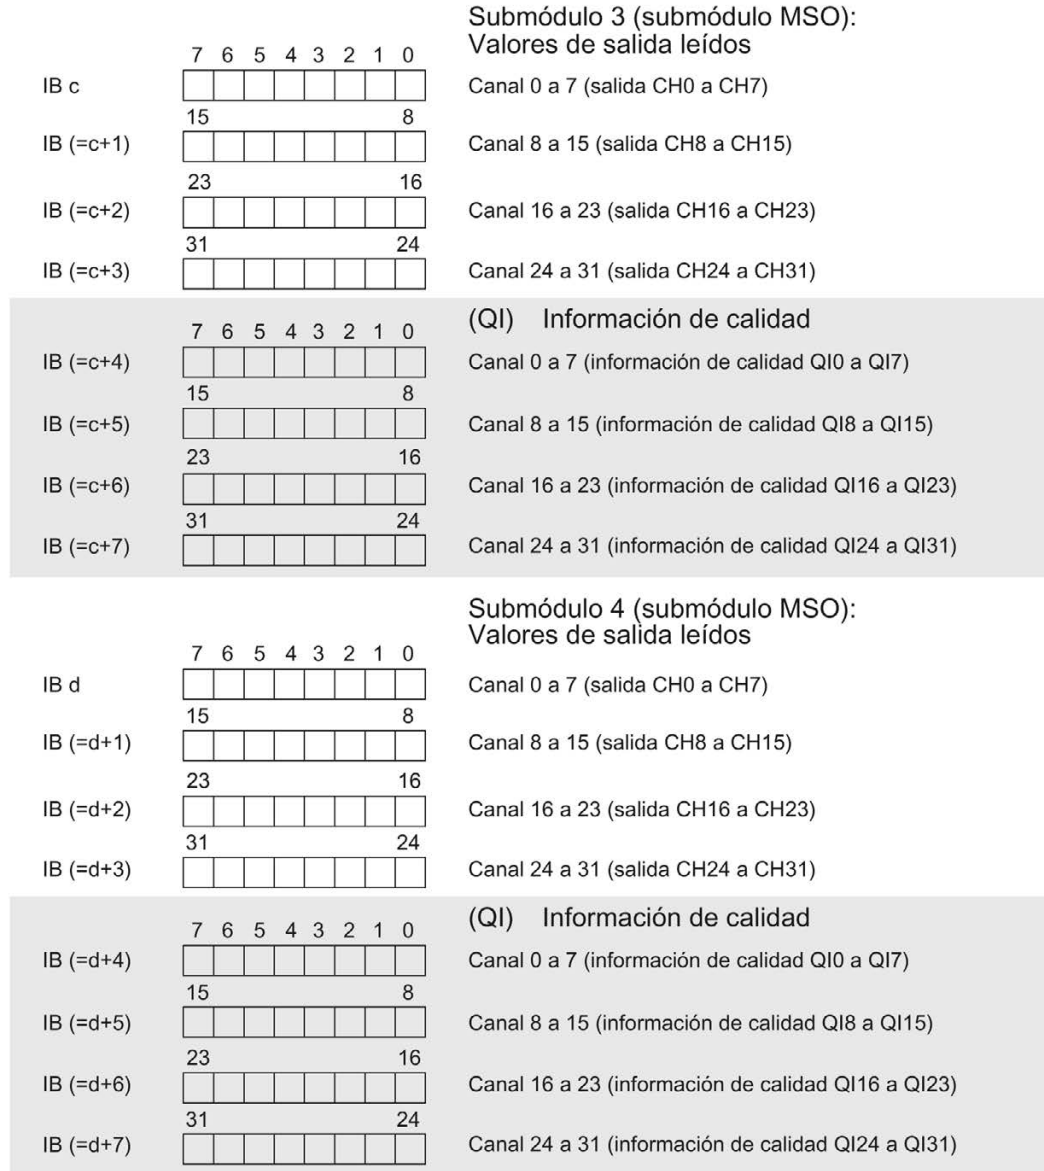 Submódulo 3 (submódulo MSO):
Valores de salida leídos
7 6 5 4 3 2 1 0
IB c Canal 0 a 7 (salida CH0 a CH7)
15 8
IB (=c+1) Canal 8 a 15 (salida CH8 a CH15)
23 16
IB (=c+2) Canal 16 a 23 (salida CH16 a CH23)
31 24
IB (=c+3) Canal 24 a 31 (salida CH24 a CH31)
(QI) Información de calidad
7 6 5 4 3 2 1 0
IB (=c+4) Canal 0 a 7 (información de calidad QI0 a QI7)
15 8
IB (=c+5) Canal 8 a 15 (información de calidad QI8 a QI15)
23 16
IB (=c+6) Canal 16 a 23 (información de calidad QI16 a QI23)
31 24
IB (=c+7) Canal 24 a 31 (información de calidad QI24 a QI31)
Submódulo 4 (submódulo MSO):
Valores de salida leídos
7 6 5 4 3 2 1 0
IB d Canal 0 a 7 (salida CH0 a CH7)
15 8
IB (=d+1) Canal 8 a 15 (salida CH8 a CH15)
23 16
IB (=d+2) Canal 16 a 23 (salida CH16 a CH23)
31 24
IB (=d+3) Canal 24 a 31 (salida CH24 a CH31)
(QI) Información de calidad
7 6 5 4 3 2 1 0
IB (=d+4) Canal 0 a 7 (información de calidad QI0 a QI7)
15 8
IB (=d+5) Canal 8 a 15 (información de calidad QI8 a QI15)
23 16
IB (=d+6) Canal 16 a 23 (información de calidad QI16 a QI23)
31 24
IB (=d+7) Canal 24 a 31 (información de calidad QI24 a QI31)